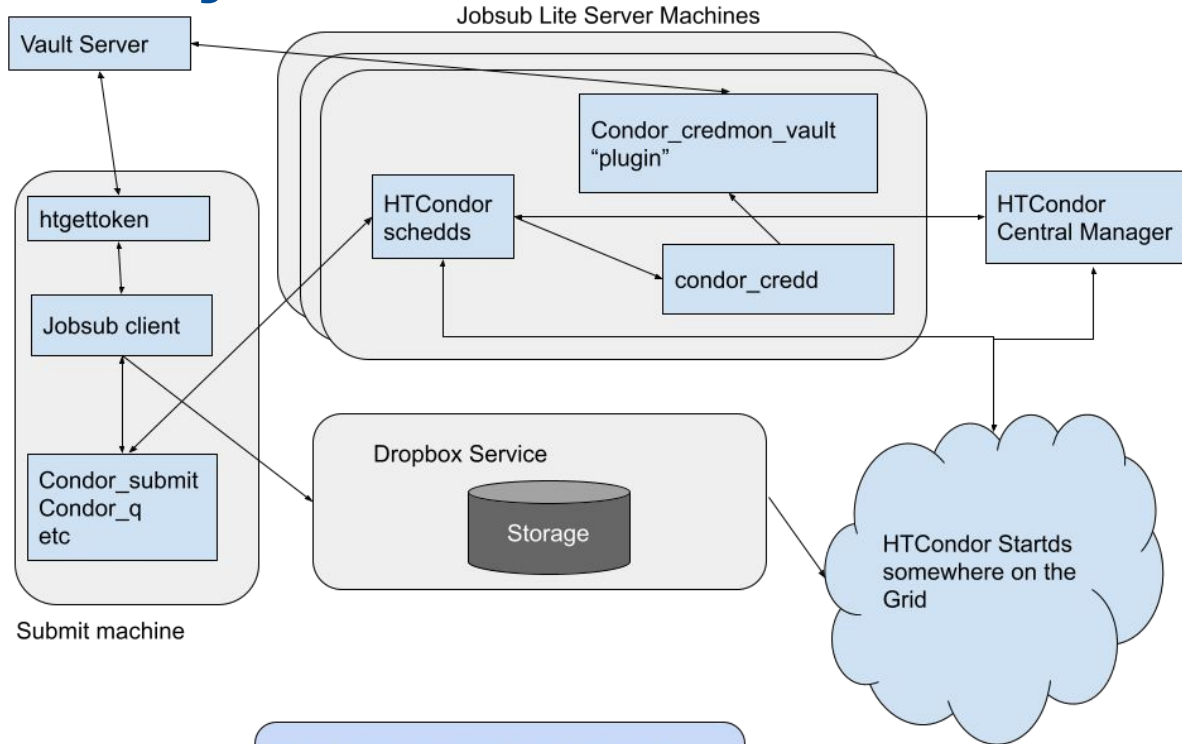 Jobsub Lite Server Machines
Vault Server
Condor_credmon_vault
“plugin”
htgettoken
HTCondor
schedds
HTCondor
Central Manager
condor_credd
Jobsub client
Dropbox Service
Condor_submit
Condor_q
etc
Storage
HTCondor Startds
somewhere on the
Grid
Submit machine